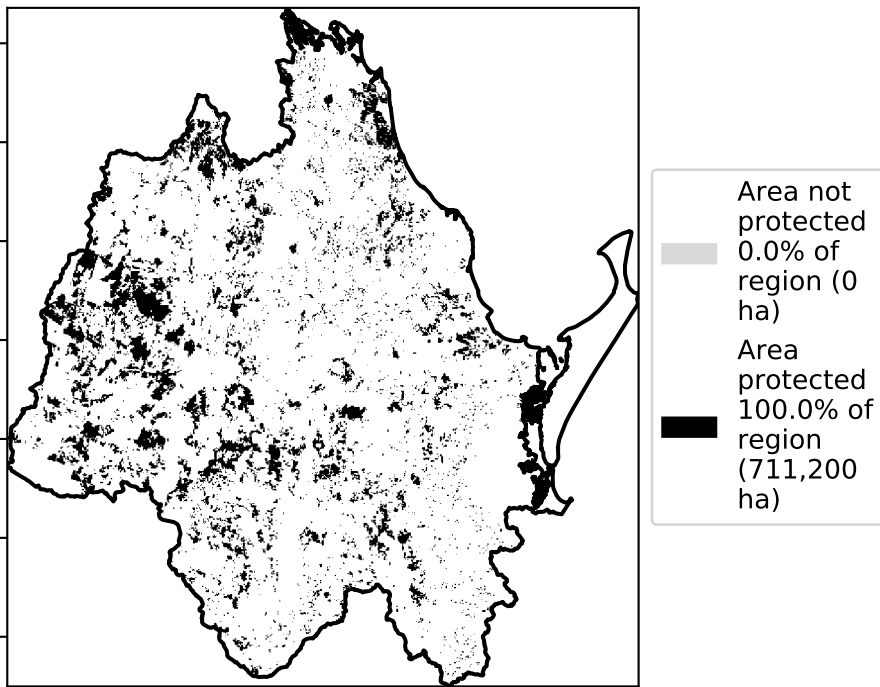 Area not
protected
0.0% of
region (0
ha)
Area
protected
100.0% of
region
(711,200
ha)